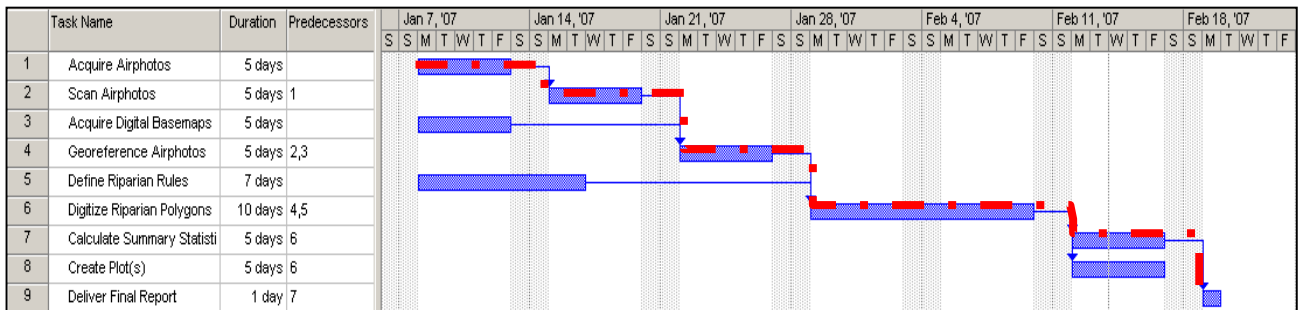 Task Name Duration Predecessors Jan 7, '07 Jan 14, '07 Jan 21, '07 Jan 28, '07 Feb 4, '07 Feb 11, '07 Feb 18, '07
S S M T W T F S S M T W T F S S M T W T F S S M T W T F S S M T W T F S S M T W T F S S M T W T F
1 Acquire Airphotos 5 days
2 Scan Airphotos 5 days 1
3 Acquire Digital Basemaps 5 days
4 Georeference Airphotos 5 days 2,3
5 Define Riparian Rules 7 days
6 Digitize Riparian Polygons 10 days 4,5
7 Calculate Summary Statisti 5 days 6
8 Create Plot(s) 5 days 6
9 Deliver Final Report 1 day 7